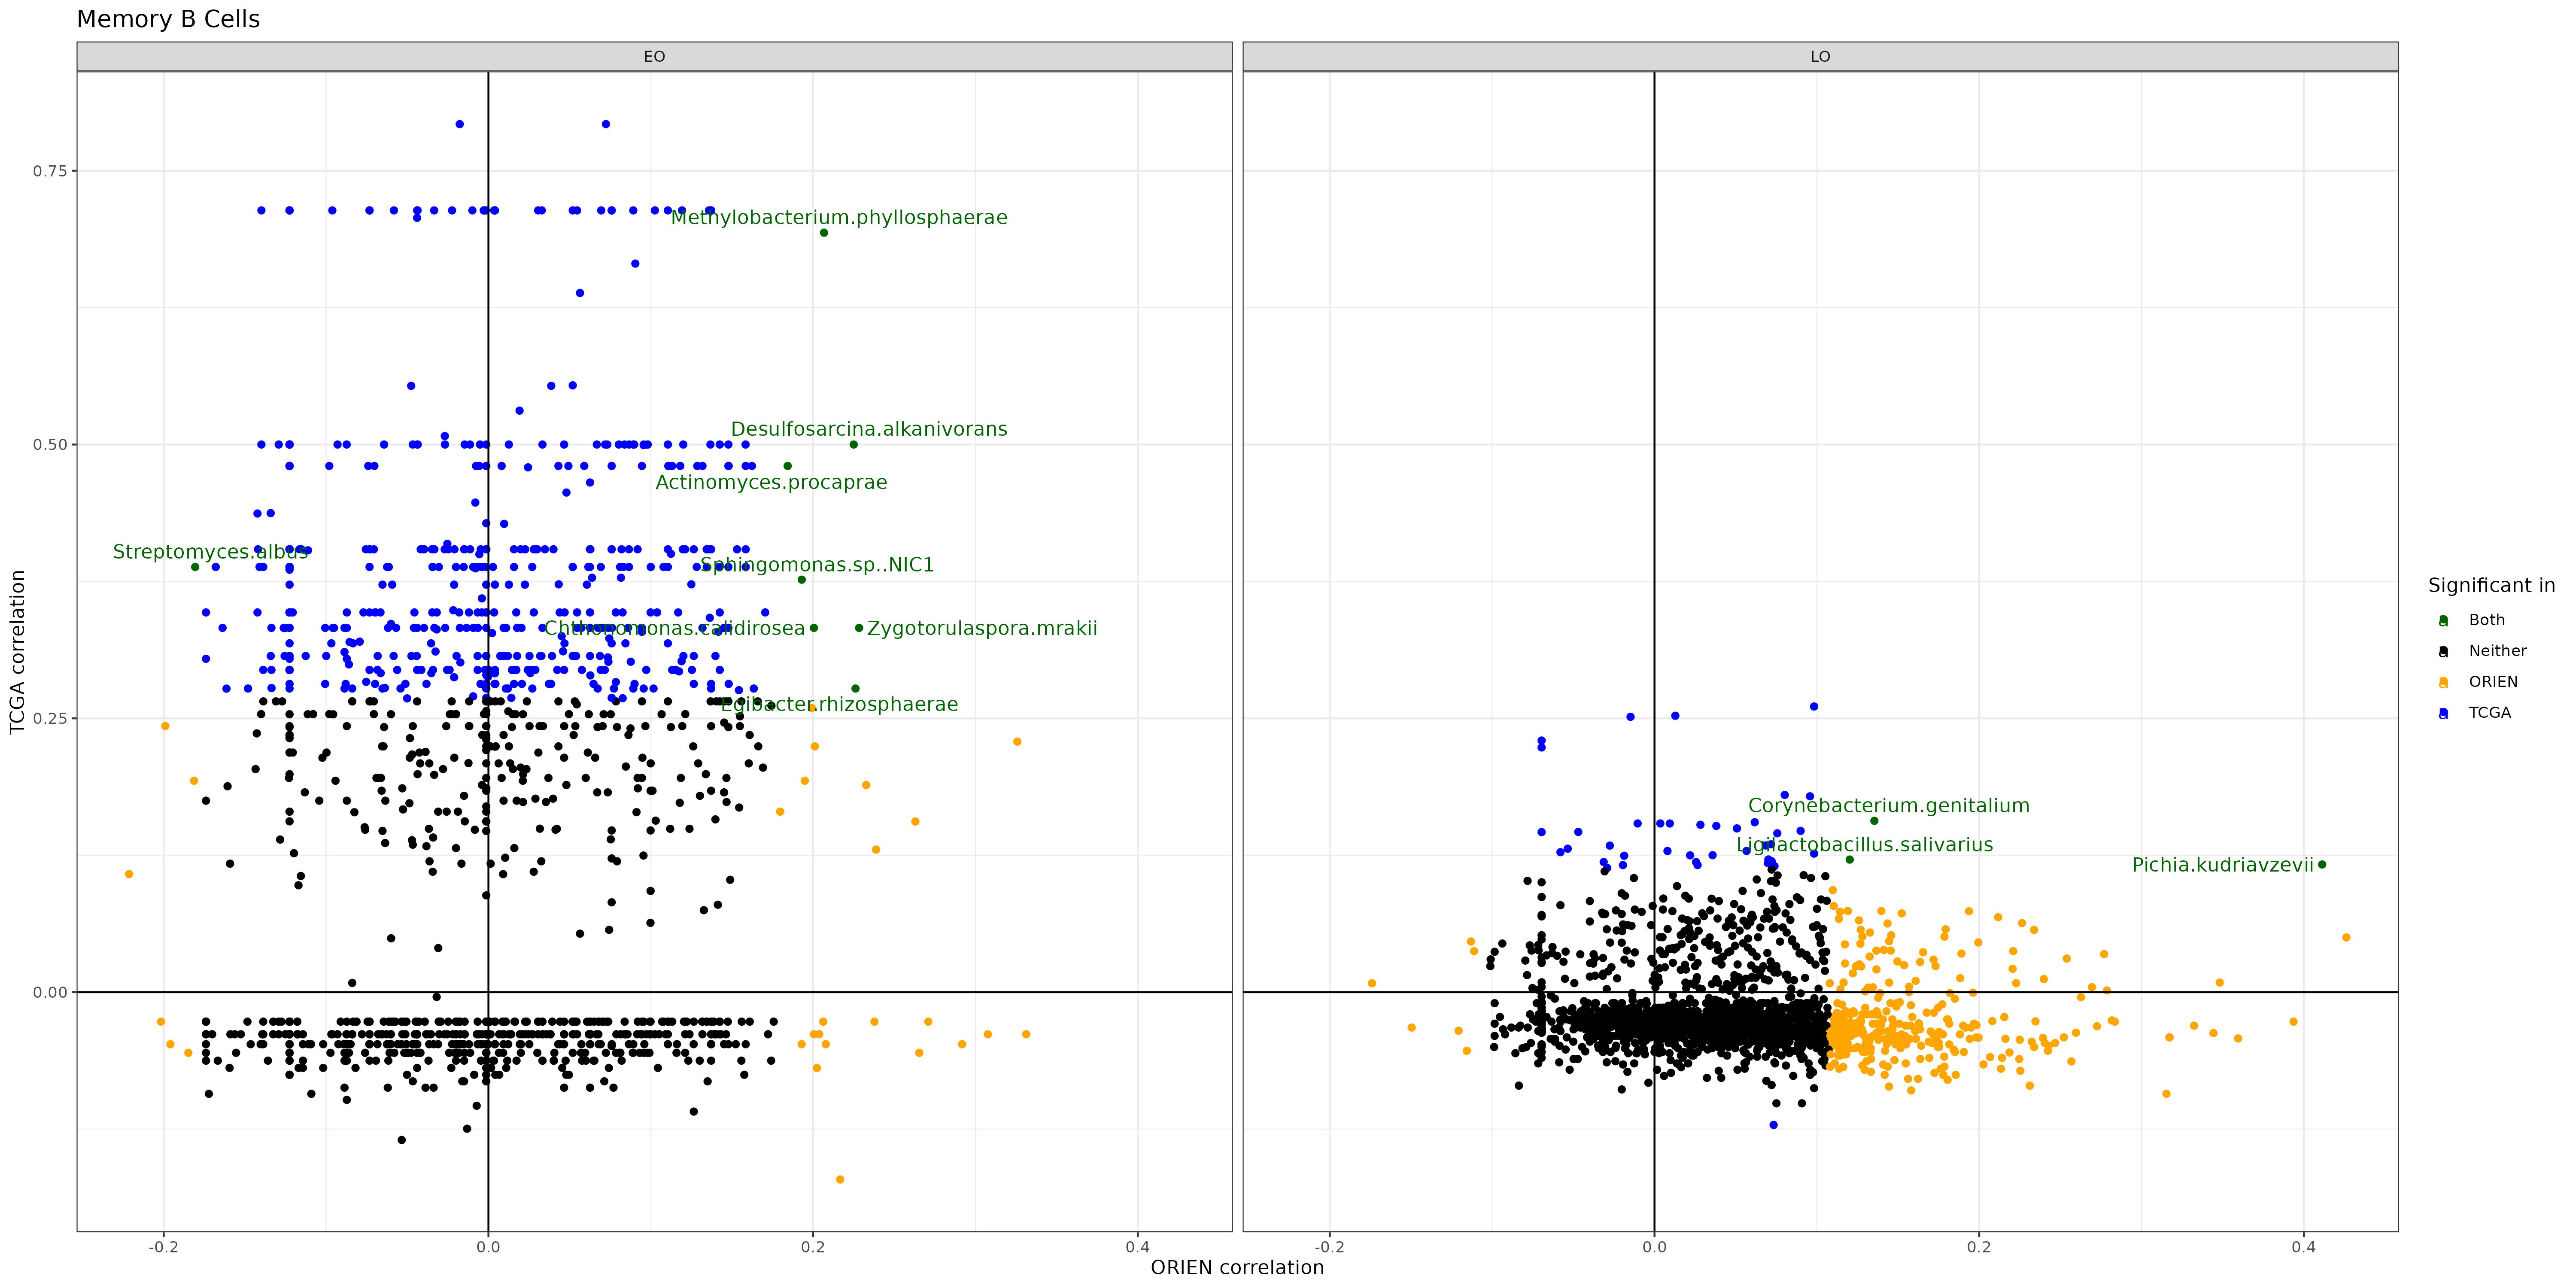 Memory B Cells
EO
LO
TCGA correlation
0.75
0.50
0.25
0.00
Methylobacterium.phyllosphaerae
Desulfosarcina.alkanivorans
Actinomyces.procaprae
Streptomyces.albus
Sphingomonas.sp..NIC1
Chthonomonas.calidirosea
Zygotorulaspora.mrakii
Egibacter.rhizosphaerae
Corynebacterium.genitalium
Ligilactobacillus.salivarius
Pichia.kudriavzevii
-0.2
0.0
0.2
0.4
-0.2
0.0
0.2
0.4
ORIEN correlation
Significant in
a Both
a Neither
a ORIEN
a TCGA